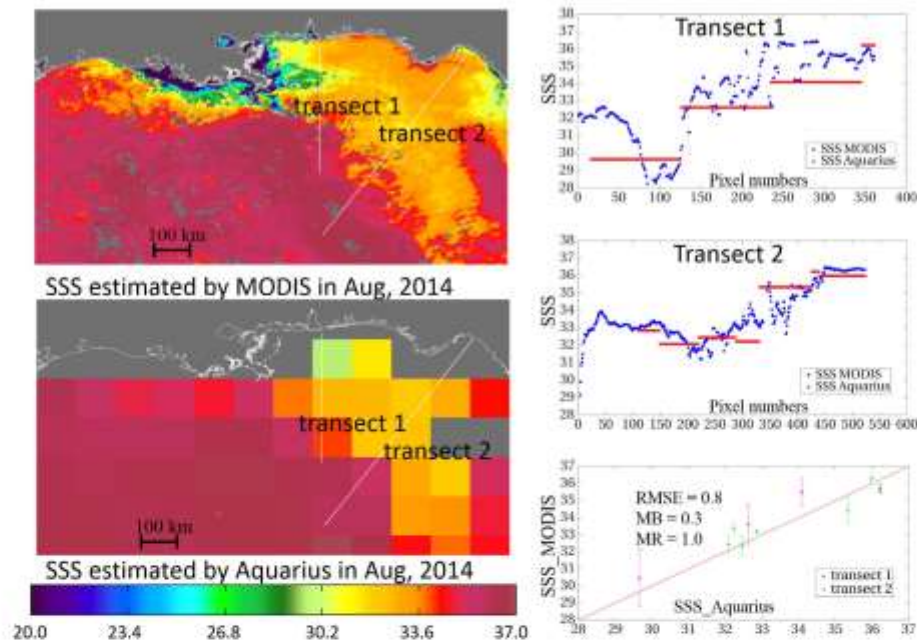 transect 1
transect 2
100 km
SSS estimated by MODIS in Aug, 2014
transect 1
transect 2
100 km
SSS estimated by Aquarius in Aug, 2014
20.0 23.4 26.8 30.2 33.6 37.0
Transect 1
SSS
38
37
36
35
34
33
32
31
30
29
28
SSS MODIS
SSS Aquarius
0 50 100 150 200 250 300 350 400
Pixel numbers
Transect 2
SSS
38
37
36
35
34
33
32
31
30
29
28
SSS MODIS
SSS Aquarius
0 50 100 150 200 250 300 350 400 450 500 550 600
Pixel numbers
SSS_MODIS
37
36
35
34
33
32
31
30
29
28
RMSE = 0.8
MB = 0.3
MR = 1.0
transect 1
transect 2
SSS_Aquarius
28 29 30 31 32 33 34 35 36 37